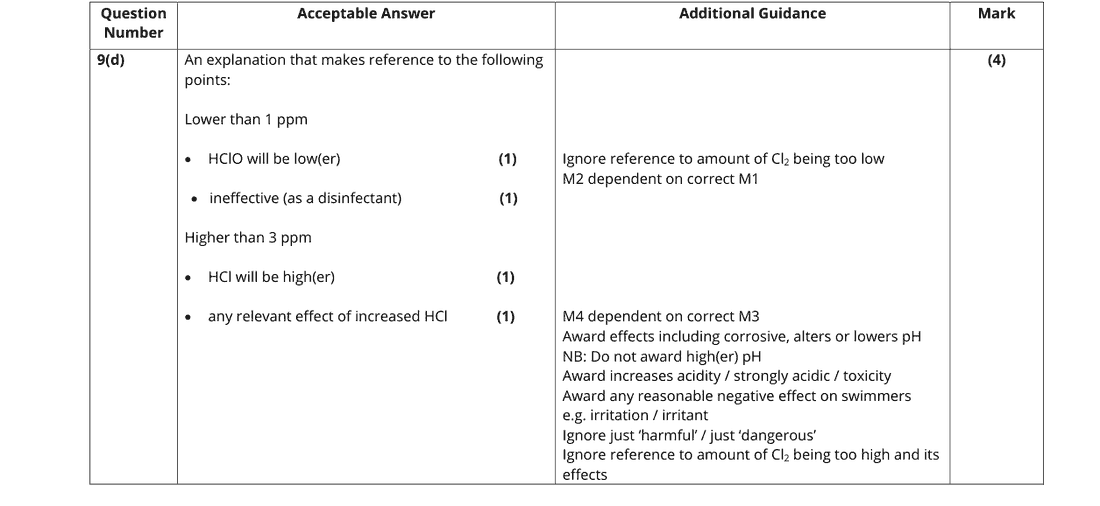 Question Number
Acceptable Answer
Additional Guidance
Mark
9(d)
An explanation that makes reference to the following
points:
Lower than 1 ppm
• HClO will be low(er) (1)
• ineffective (as a disinfectant) (1)
Higher than 3 ppm
• HCl will be high(er) (1)
• any relevant effect of increased HCl (1)
Ignore reference to amount of Cl₂ being too low
M2 dependent on correct M1
M4 dependent on correct M3
Award effects including corrosive, alters or lowers pH
NB: Do not award high(er) pH
Award increases acidity / strongly acidic / toxicity
Award any reasonable negative effect on swimmers
e.g. irritation / irritant
Ignore just ‘harmful’ / just ‘dangerous’
Ignore reference to amount of Cl₂ being too high and its
effects
(4)